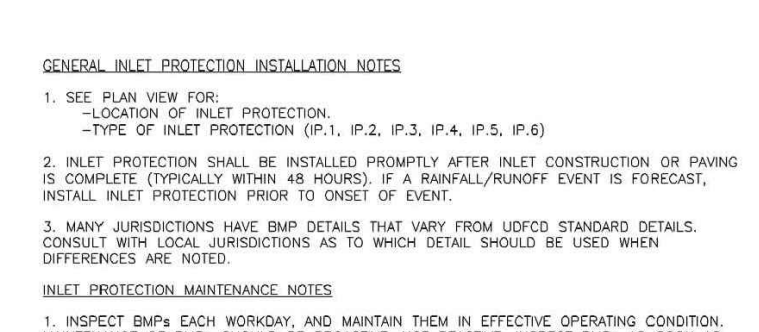 GENERAL INLET PROTECTION INSTALLATION NOTES
1. SEE PLAN VIEW FOR:
-LOCATION OF INLET PROTECTION.
-TYPE OF INLET PROTECTION (IP.1, IP.2, IP.3, IP.4, IP.5, IP.6)
2. INLET PROTECTION SHALL BE INSTALLED PROMPTLY AFTER INLET CONSTRUCTION OR PAVING
IS COMPLETE (TYPICALLY WITHIN 48 HOURS). IF A RAINFALL/RUNOFF EVENT IS FORECAST,
INSTALL INLET PROTECTION PRIOR TO ONSET OF EVENT.
3. MANY JURISDICTIONS HAVE BMP DETAILS THAT VARY FROM UDFCD STANDARD DETAILS.
CONSULT WITH LOCAL JURISDICTIONS AS TO WHICH DETAIL SHOULD BE USED WHEN
DIFFERENCES ARE NOTED.
INLET PROTECTION MAINTENANCE NOTES
1. INSPECT BMPs EACH WORKDAY, AND MAINTAIN THEM IN EFFECTIVE OPERATING CONDITION.